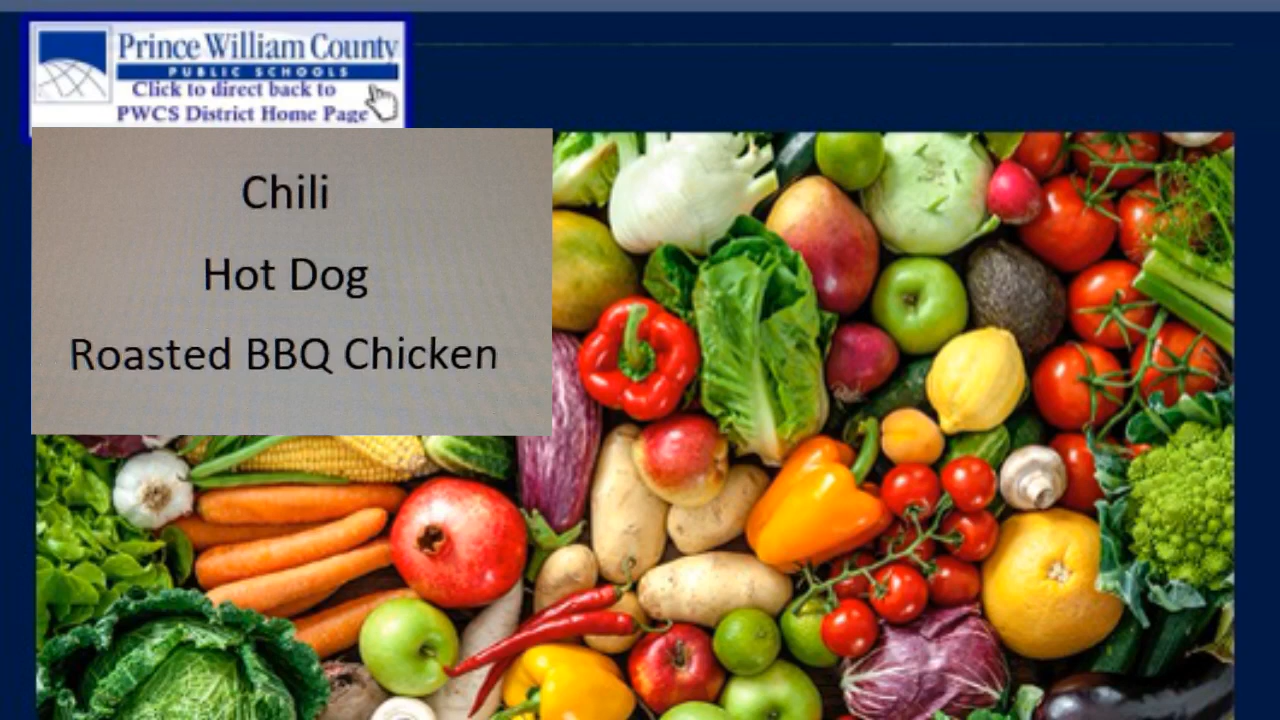 Prince William County
PUBLIC SCHOOLS
Click to direct back to
PWCS District Home Page
Chili
Hot Dog
Roasted BBQ Chicken